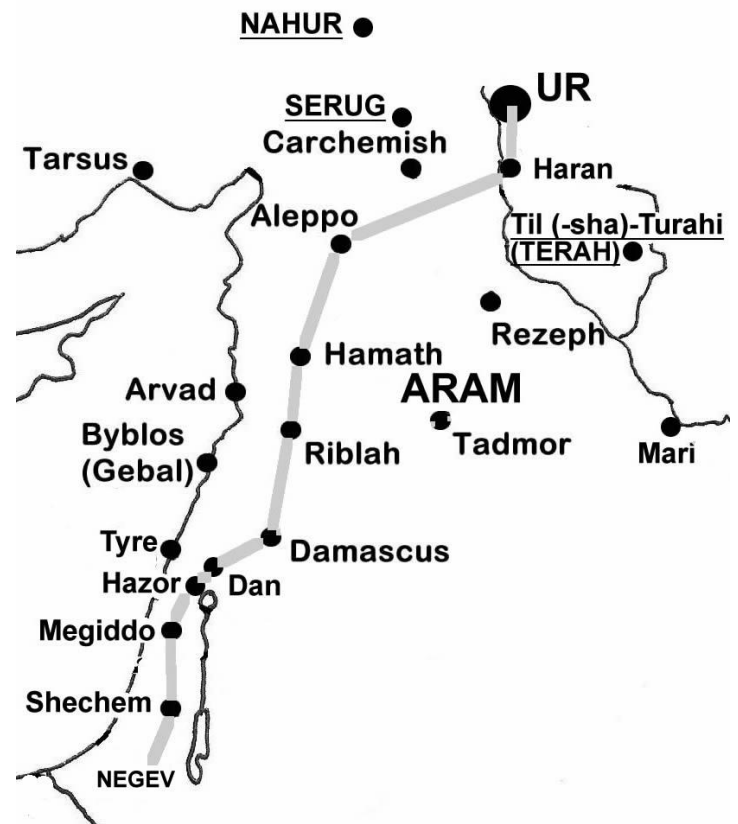 NAHUR
UR
SERUG
Carchemish
Tarsus
Haran
Aleppo
Til (-sha)-Turahi
(TERAH)
Rezeph
Hamath
ARAM
Arvad
Tadmor
Byblos
(Gebal)
Riblah
Mari
Tyre
Damascus
Hazor
Dan
Megiddo
Shechem
NEGEV